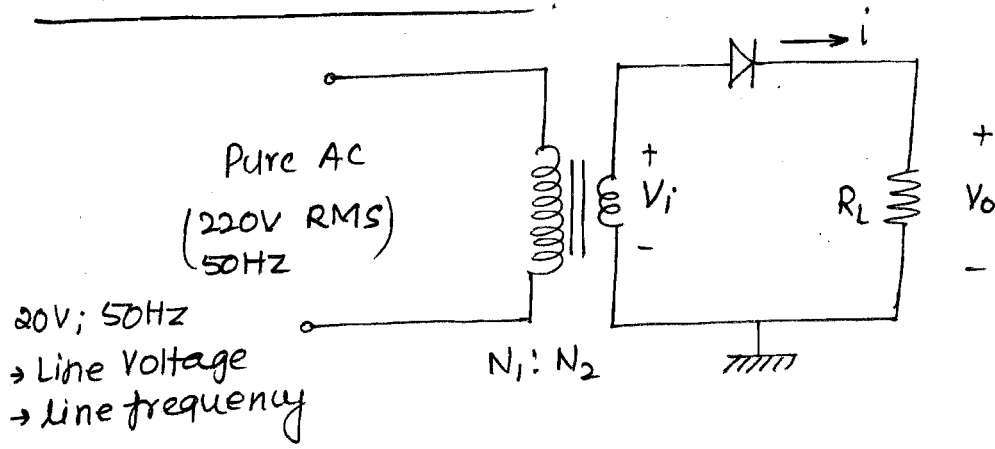 Pure AC
(220V RMS)
50HZ
20V; 50HZ
→ Line Voltage
→ line frequency
N₁: N₂
+
Vi
-
i
RL
+
Vo
-